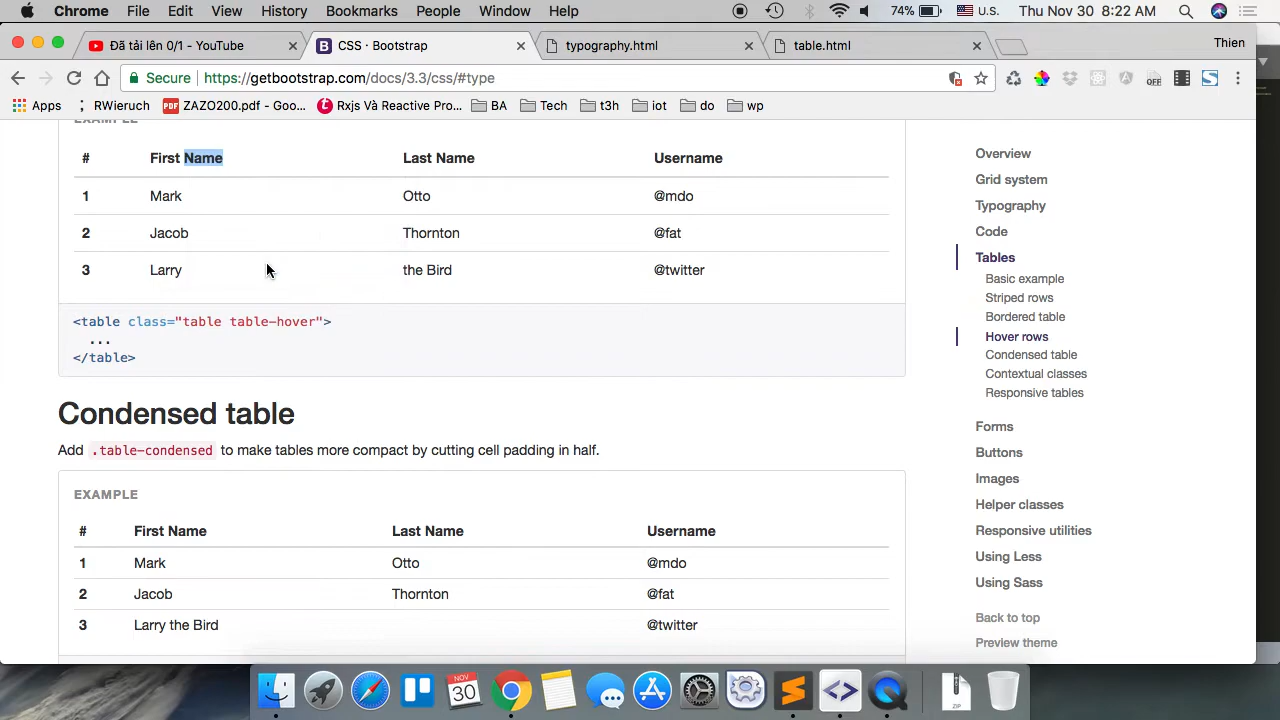 Chrome File Edit View History Bookmarks People Window Help 74% U.S. Thu Nov 30 8:22 AM
Đã tải lên 0/1 - YouTube CSS · Bootstrap typography.html table.html Thien
Secure https://getbootstrap.com/docs/3.3/css/#type OFF
Apps RWieruch PDF ZAZO200.pdf - Goo... Rxjs Và Reactive Pro... BA Tech t3h iot do wp
EXAMPLE
# First Name Last Name Username
1 Mark Otto @mdo
2 Jacob Thornton @fat
3 Larry the Bird @twitter
<table class="table table-hover">
...
</table>
Condensed table
Add .table-condensed to make tables more compact by cutting cell padding in half.
EXAMPLE
# First Name Last Name Username
1 Mark Otto @mdo
2 Jacob Thornton @fat
3 Larry the Bird @twitter
Overview
Grid system
Typography
Code
Tables
Basic example
Striped rows
Bordered table
Hover rows
Condensed table
Contextual classes
Responsive tables
Forms
Buttons
Images
Helper classes
Responsive utilities
Using Less
Using Sass
Back to top
Preview theme
NOV
30
ZIP